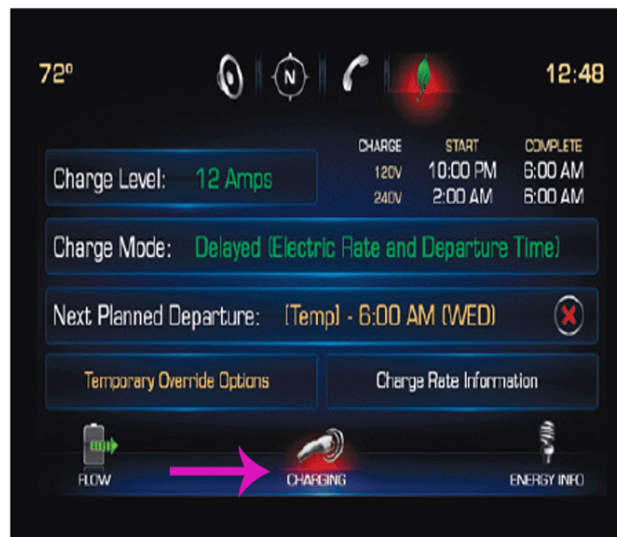 72° N 12:48
CHARGE START COMPLETE
Charge Level: 12 Amps 120V 10:00 PM 6:00 AM
240V 2:00 AM 6:00 AM
Charge Mode: Delayed (Electric Rate and Departure Time)
Next Planned Departure: (Temp) - 6:00 AM (WED)
Temporary Override Options Charge Rate Information
FLOW CHARGING ENERGY INFO